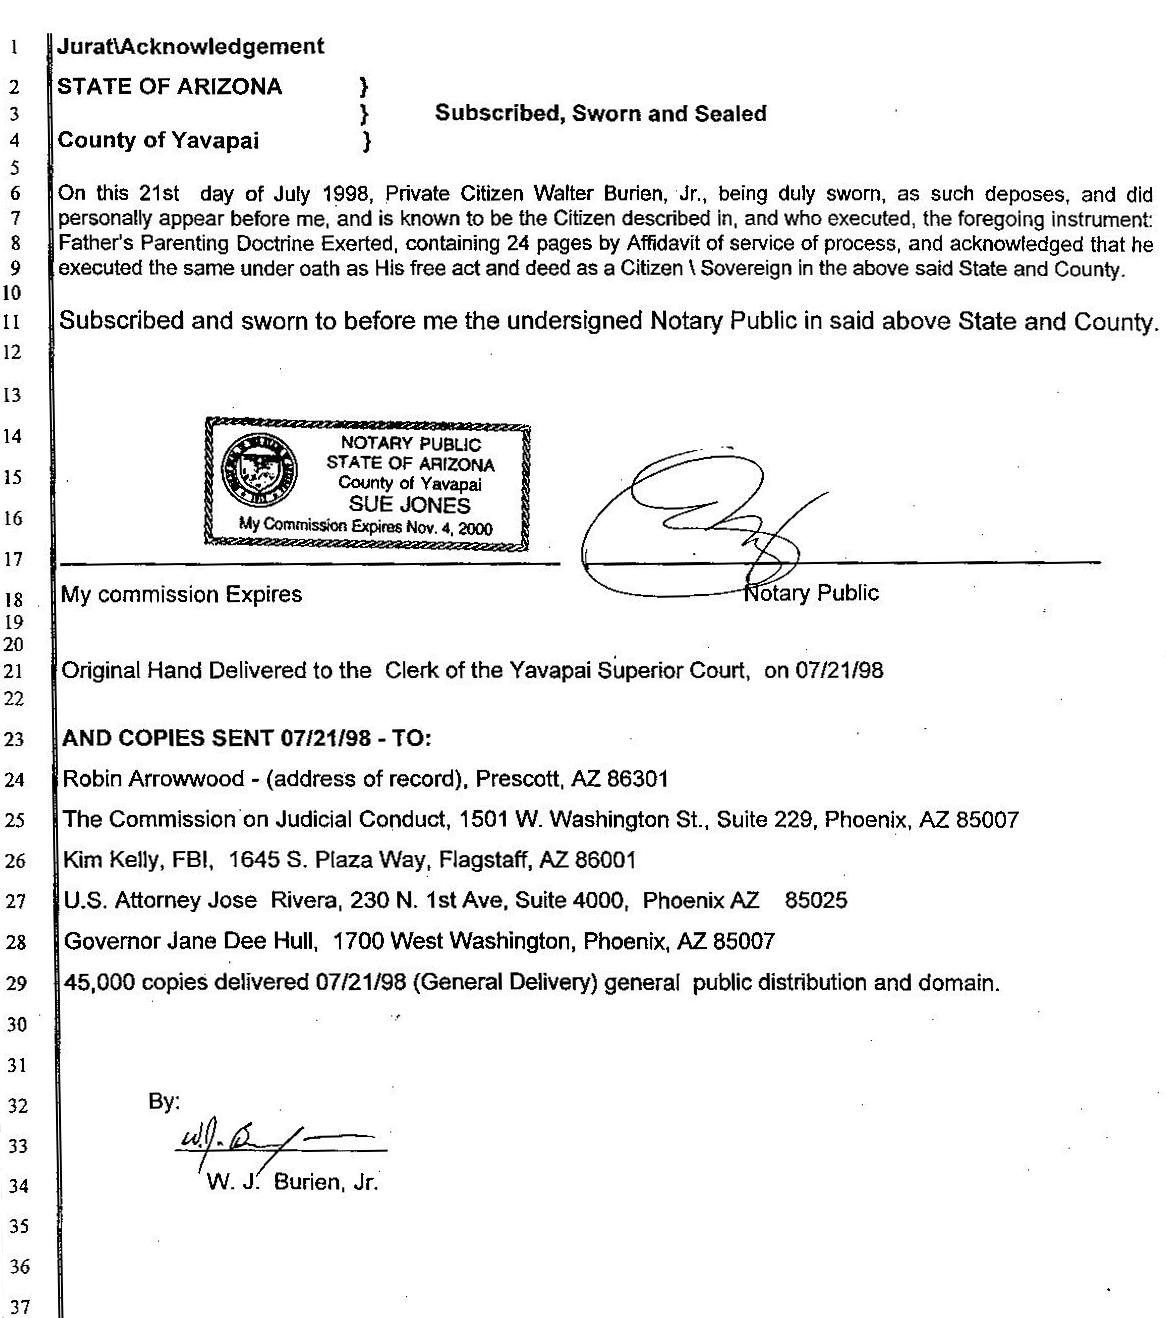 1 Jurat\Acknowledgement
2 STATE OF ARIZONA }
3 } Subscribed, Sworn and Sealed
4 County of Yavapai }
5
6 On this 21st day of July 1998, Private Citizen Walter Burien, Jr., being duly sworn, as such deposes, and did
7 personally appear before me, and is known to be the Citizen described in, and who executed, the foregoing instrument:
8 Father's Parenting Doctrine Exerted, containing 24 pages by Affidavit of service of process, and acknowledged that he
9 executed the same under oath as His free act and deed as a Citizen \ Sovereign in the above said State and County.
10
11 Subscribed and sworn to before me the undersigned Notary Public in said above State and County.
12
13
14 NOTARY PUBLIC
STATE OF ARIZONA
15 County of Yavapai
SUE JONES
16 My Commission Expires Nov. 4, 2000
17
18 My commission Expires Notary Public
19
20
21 Original Hand Delivered to the Clerk of the Yavapai Superior Court, on 07/21/98
22
23 AND COPIES SENT 07/21/98 - TO:
24 Robin Arrowwood - (address of record), Prescott, AZ 86301
25 The Commission on Judicial Conduct, 1501 W. Washington St., Suite 229, Phoenix, AZ 85007
26 Kim Kelly, FBI, 1645 S. Plaza Way, Flagstaff, AZ 86001
27 U.S. Attorney Jose Rivera, 230 N. 1st Ave, Suite 4000, Phoenix AZ 85025
28 Governor Jane Dee Hull, 1700 West Washington, Phoenix, AZ 85007
29 45,000 copies delivered 07/21/98 (General Delivery) general public distribution and domain.
30
31
32 By:
33
34 W. J. Burien, Jr.
35
36
37